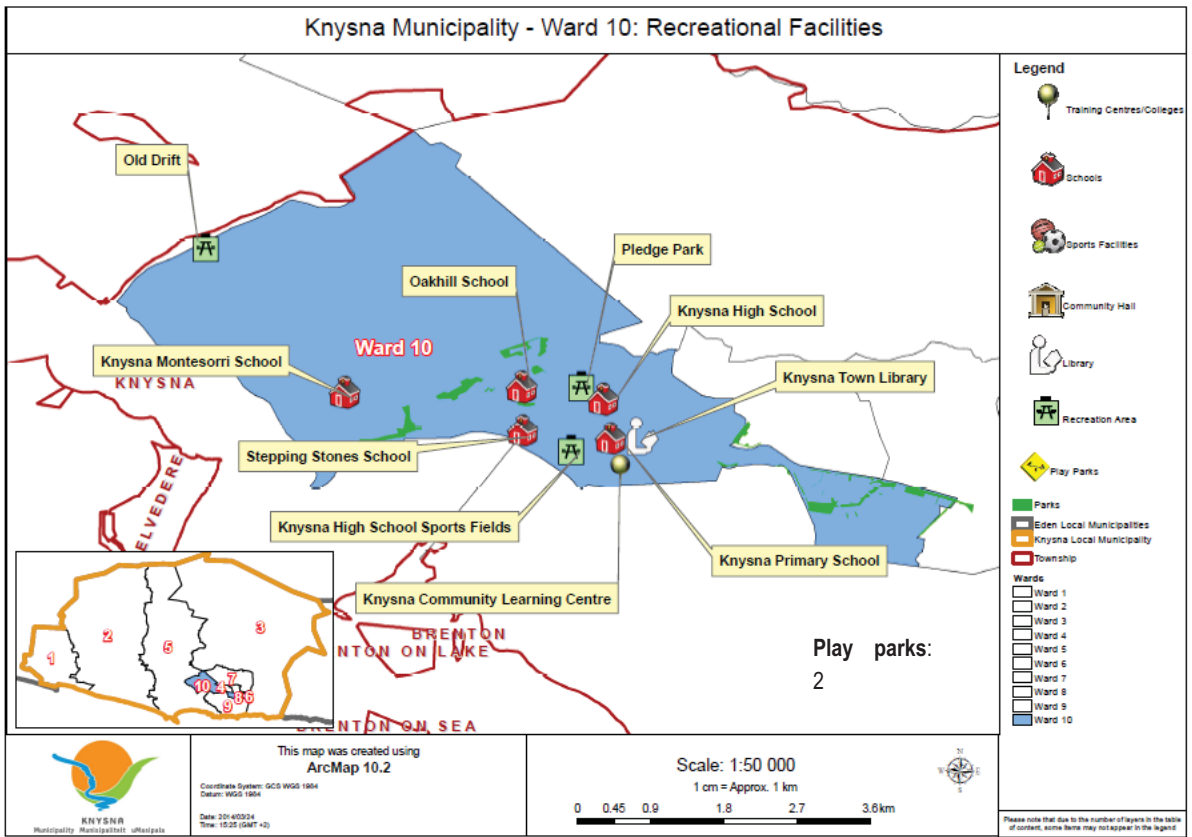 Knysna Municipality - Ward 10: Recreational Facilities
Old Drift
Pledge Park
Oakhill School
Knysna High School
Ward 10
Knysna Montesorri School
KNYSNA
Knysna Town Library
Stepping Stones School
Knysna High School Sports Fields
ELVEDERE
Knysna Primary School
Knysna Community Learning Centre
BRENTON
NTON ON LAKE
Play parks:
2
ENTON ON SEA
1
2
5
3
7
10
4
8
6
9
Legend
Training Centres/Colleges
Schools
Sports Facilities
Community Hall
Library
Recreation Area
Play Parks
Parks
Eden Local Municipalities
Knysna Local Municipality
Township
Wards
Ward 1
Ward 2
Ward 3
Ward 4
Ward 5
Ward 6
Ward 7
Ward 8
Ward 9
Ward 10
KNYSNA
Municipality Munisipaliteit uMasipala
This map was created using
ArcMap 10.2
Coordinate System: GCS WGS 1984
Datum: WGS 1984
Date: 2014/03/24
Time: 15:25 (GMT +2)
Scale: 1:50 000
1 cm = Approx. 1 km
0 0.45 0.9 1.8 2.7 3.6 km
N
W E
S
Please note that due to the number of layers in the table
of content, some items may not appear in the legend